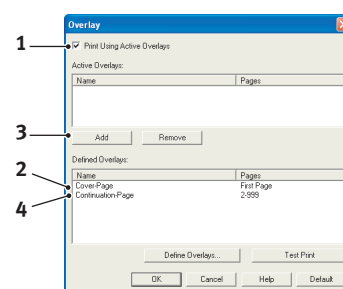 Overlay
1
Print Using Active Overlays
Active Overlays:
Name Pages
3
Add Remove
Defined Overlays:
2
Name Pages
Cover-Page First Page
4
Continuation-Page 2-999
Define Overlays... Test Print
OK Cancel Help Default